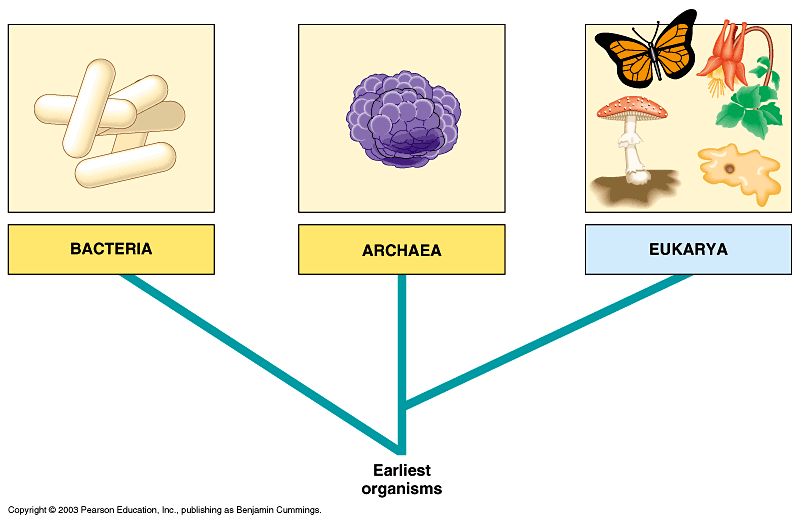 BACTERIA
ARCHAEA
EUKARYA
Earliest
organisms
Copyright © 2003 Pearson Education, Inc., publishing as Benjamin Cummings.